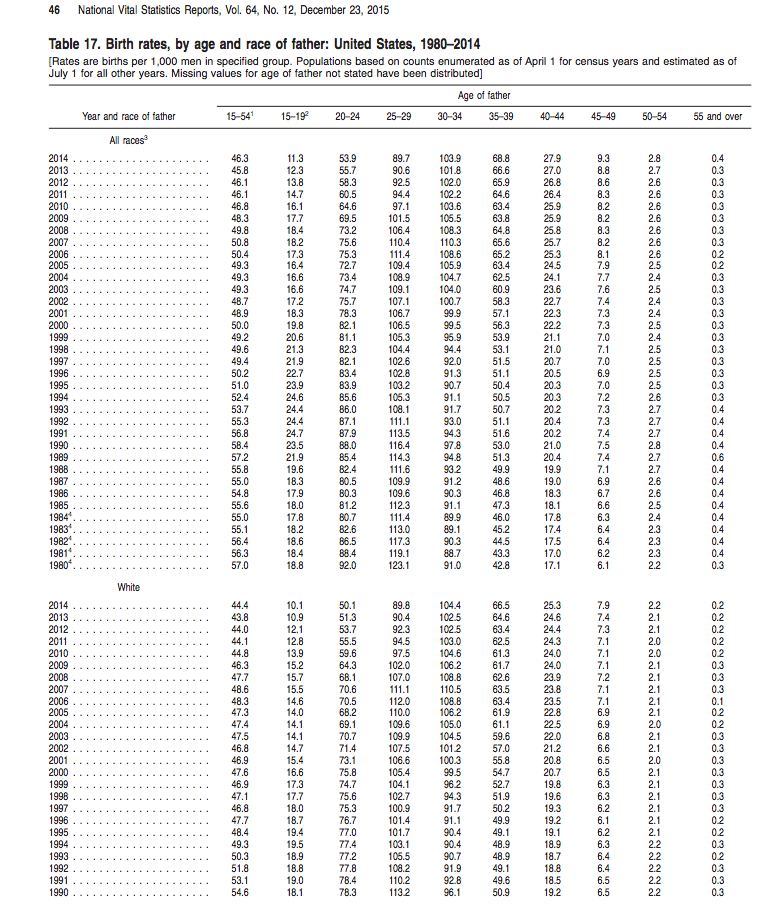 46 National Vital Statistics Reports, Vol. 64, No. 12, December 23, 2015
Table 17. Birth rates, by age and race of father: United States, 1980–2014
[Rates are births per 1,000 men in specified group. Populations based on counts enumerated as of April 1 for census years and estimated as of
July 1 for all other years. Missing values for age of father not stated have been distributed]
Age of father
Year and race of father 15–54¹ 15–19² 20–24 25–29 30–34 35–39 40–44 45–49 50–54 55 and over
All races³
2014 46.3 11.3 53.9 89.7 103.9 68.8 27.9 9.3 2.8 0.4
2013 45.8 12.3 55.7 90.6 101.8 66.6 27.0 8.8 2.7 0.3
2012 46.1 13.8 58.3 92.5 102.0 65.9 26.8 8.6 2.6 0.3
2011 46.1 14.7 60.5 94.4 102.2 64.6 26.4 8.3 2.6 0.3
2010 46.8 16.1 64.6 97.1 103.6 63.4 25.9 8.2 2.6 0.3
2009 48.3 17.7 69.5 101.5 105.5 63.8 25.9 8.2 2.6 0.3
2008 49.8 18.4 73.2 106.4 108.3 64.8 25.8 8.3 2.6 0.3
2007 50.8 18.2 75.6 110.4 110.3 65.6 25.7 8.2 2.6 0.3
2006 50.4 17.3 75.3 111.4 108.6 65.2 25.3 8.1 2.6 0.2
2005 49.3 16.4 72.7 109.4 105.9 63.4 24.5 7.9 2.5 0.2
2004 49.3 16.6 73.4 108.9 104.7 62.5 24.1 7.7 2.4 0.3
2003 49.3 16.6 74.7 109.1 104.0 60.9 23.6 7.6 2.5 0.3
2002 48.7 17.2 75.7 107.1 100.7 58.3 22.7 7.4 2.4 0.3
2001 48.9 18.3 78.3 106.7 99.9 57.1 22.3 7.3 2.4 0.3
2000 50.0 19.8 82.1 106.5 99.5 56.3 22.2 7.3 2.5 0.3
1999 49.2 20.6 81.1 105.3 95.9 53.9 21.1 7.0 2.4 0.3
1998 49.6 21.3 82.3 104.4 94.4 53.1 21.0 7.1 2.5 0.3
1997 49.4 21.9 82.1 102.6 92.0 51.5 20.7 7.0 2.5 0.3
1996 50.2 22.7 83.4 102.8 91.3 51.1 20.5 6.9 2.5 0.3
1995 51.0 23.9 83.9 103.2 90.7 50.4 20.3 7.0 2.5 0.3
1994 52.4 24.6 85.6 105.3 91.1 50.5 20.3 7.2 2.6 0.3
1993 53.7 24.4 86.0 108.1 91.7 50.7 20.2 7.3 2.7 0.4
1992 55.3 24.4 87.1 111.1 93.0 51.1 20.4 7.3 2.7 0.4
1991 56.8 24.7 87.9 113.5 94.3 51.6 20.2 7.4 2.7 0.4
1990 58.4 23.5 88.0 116.4 97.8 53.0 21.0 7.5 2.8 0.4
1989 57.2 21.9 85.4 114.3 94.8 51.3 20.4 7.4 2.7 0.6
1988 55.8 19.6 82.4 111.6 93.2 49.9 19.9 7.1 2.7 0.4
1987 55.0 18.3 80.5 109.9 91.2 48.6 19.0 6.9 2.6 0.4
1986 54.8 17.9 80.3 109.6 90.3 46.8 18.3 6.7 2.6 0.4
1985 55.6 18.0 81.2 112.3 91.1 47.3 18.1 6.6 2.5 0.4
1984⁴ 55.0 17.8 80.7 111.4 89.9 46.0 17.8 6.3 2.4 0.4
1983⁴ 55.1 18.2 82.6 113.0 89.1 45.2 17.4 6.4 2.3 0.4
1982⁴ 56.4 18.6 86.5 117.3 90.3 44.5 17.5 6.4 2.3 0.4
1981⁴ 56.3 18.4 88.4 119.1 88.7 43.3 17.0 6.2 2.3 0.4
1980⁴ 57.0 18.8 92.0 123.1 91.0 42.8 17.1 6.1 2.2 0.3
White
2014 44.4 10.1 50.1 89.8 104.4 66.5 25.3 7.9 2.2 0.2
2013 43.8 10.9 51.3 90.4 102.5 64.6 24.6 7.4 2.1 0.2
2012 44.0 12.1 53.7 92.3 102.5 63.4 24.4 7.3 2.1 0.2
2011 44.1 12.8 55.5 94.5 103.0 62.5 24.3 7.1 2.0 0.2
2010 44.8 13.9 59.6 97.5 104.6 61.3 24.0 7.1 2.0 0.2
2009 46.3 15.2 64.3 102.0 106.2 61.7 24.0 7.1 2.1 0.3
2008 47.7 15.7 68.1 107.0 108.8 62.6 23.9 7.2 2.1 0.3
2007 48.6 15.5 70.6 111.1 110.5 63.5 23.8 7.1 2.1 0.3
2006 48.3 14.6 70.5 112.0 108.8 63.4 23.5 7.1 2.1 0.1
2005 47.3 14.0 68.2 110.0 106.2 61.9 22.8 6.9 2.1 0.2
2004 47.4 14.1 69.1 109.6 105.0 61.1 22.5 6.9 2.0 0.2
2003 47.5 14.1 70.7 109.9 104.5 59.6 22.0 6.8 2.1 0.3
2002 46.8 14.7 71.4 107.5 101.2 57.0 21.2 6.6 2.1 0.3
2001 46.9 15.4 73.1 106.6 100.3 55.8 20.8 6.5 2.0 0.3
2000 47.6 16.6 75.8 105.4 99.5 54.7 20.7 6.5 2.1 0.3
1999 46.9 17.3 74.7 104.1 96.2 52.7 19.8 6.3 2.1 0.3
1998 47.1 17.7 75.6 102.7 94.3 51.9 19.6 6.3 2.1 0.3
1997 46.8 18.0 75.3 100.9 91.7 50.2 19.3 6.2 2.1 0.3
1996 47.7 18.7 76.7 101.4 91.1 49.9 19.2 6.1 2.1 0.2
1995 48.4 19.4 77.0 101.7 90.4 49.1 19.1 6.2 2.1 0.2
1994 49.3 19.5 77.4 103.1 90.4 48.9 18.9 6.3 2.2 0.3
1993 50.3 18.9 77.2 105.5 90.7 48.9 18.7 6.4 2.2 0.2
1992 51.8 18.8 77.8 108.2 91.9 49.1 18.8 6.4 2.2 0.3
1991 53.1 19.0 78.4 110.2 92.8 49.6 18.5 6.5 2.2 0.3
1990 54.6 18.1 78.3 113.2 96.1 50.9 19.2 6.5 2.2 0.3